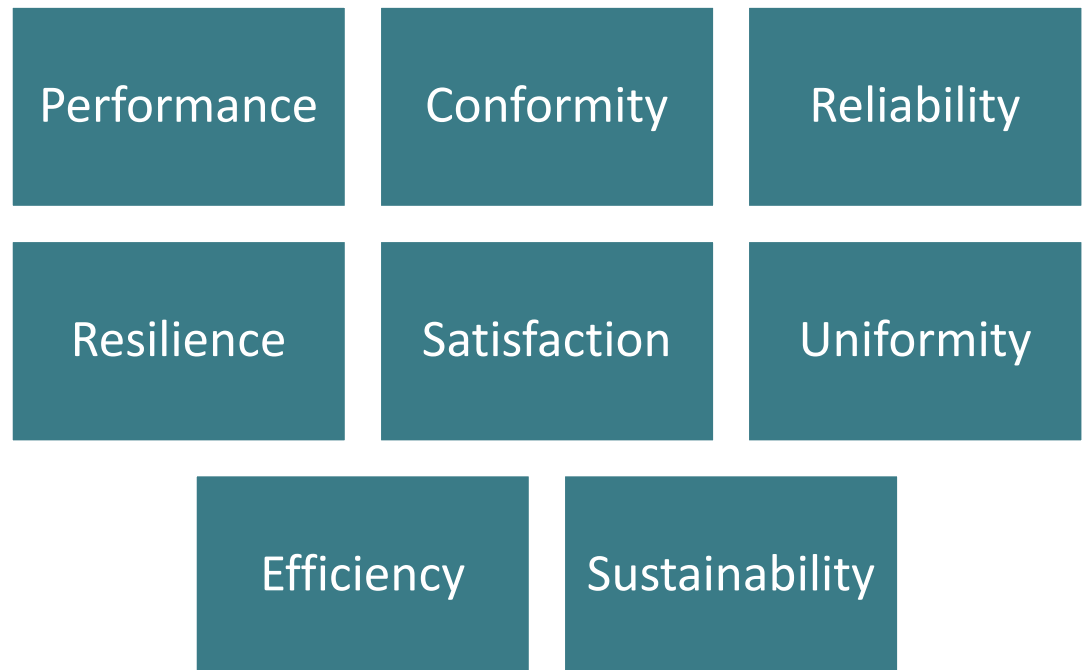 Performance
Conformity
Reliability
Resilience
Satisfaction
Uniformity
Efficiency
Sustainability